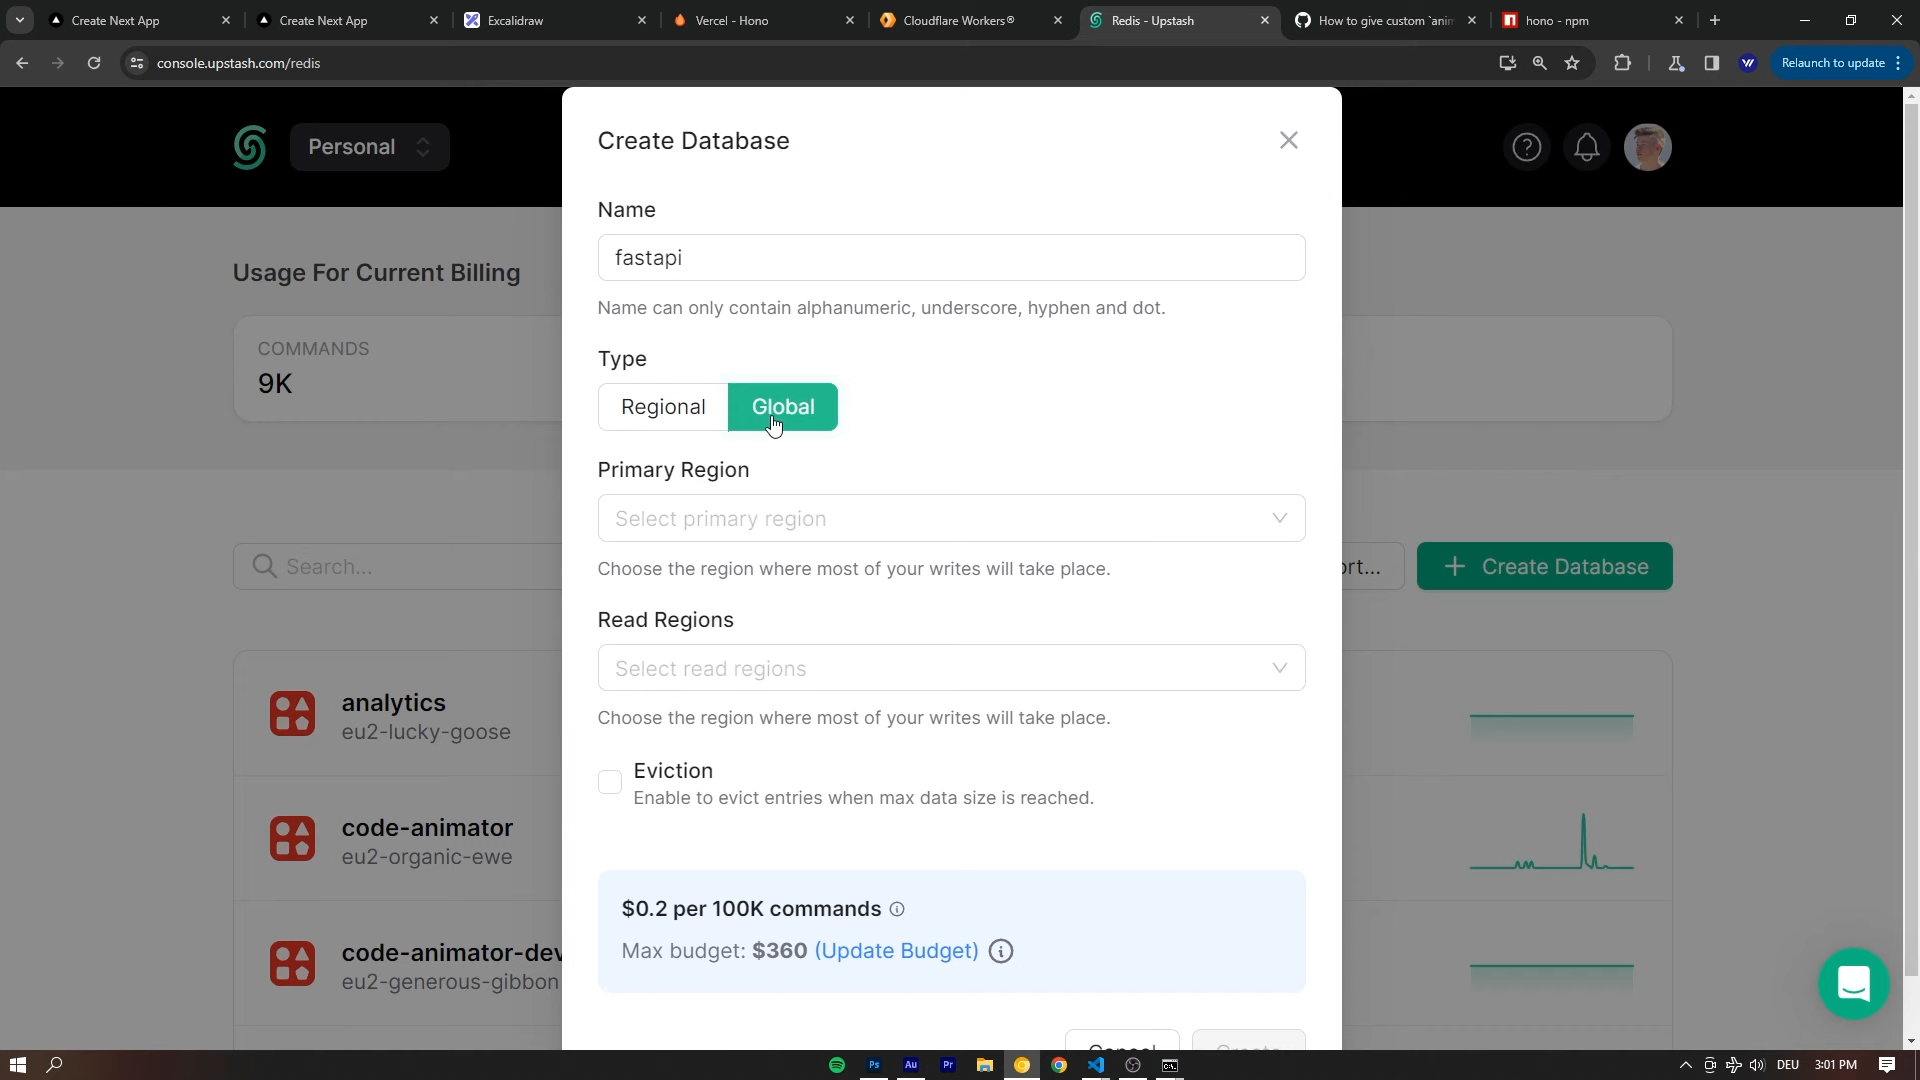 Create Next App
Create Next App
Excalidraw
Vercel - Hono
Cloudflare Workers®
Redis - Upstash
How to give custom `anim
hono - npm
console.upstash.com/redis
Relaunch to update
Personal
Create Database
Name
fastapi
Name can only contain alphanumeric, underscore, hyphen and dot.
Type
Regional
Global
Primary Region
Select primary region
Choose the region where most of your writes will take place.
Read Regions
Select read regions
Choose the region where most of your writes will take place.
Eviction
Enable to evict entries when max data size is reached.
$0.2 per 100K commands
Max budget: $360 (Update Budget)
Cancel
Create
Usage For Current Billing
COMMANDS
9K
Search...
ort...
+ Create Database
analytics
eu2-lucky-goose
code-animator
eu2-organic-ewe
code-animator-dev
eu2-generous-gibbon
Ps
Au
Pr
DEU
3:01 PM